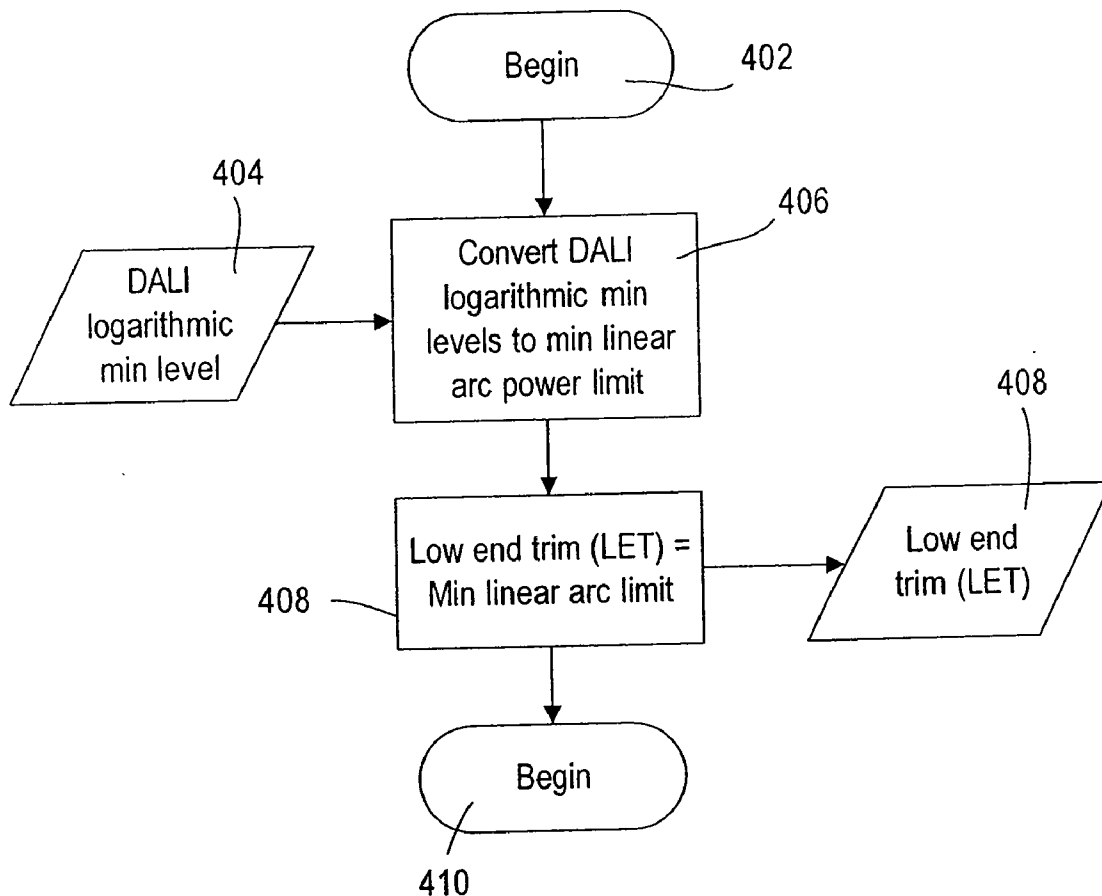 Begin
402
404
406
DALI
logarithmic
min level
Convert DALI
logarithmic min
levels to min linear
arc power limit
408
Low end trim (LET) =
Min linear arc limit
408
Low end
trim (LET)
Begin
410